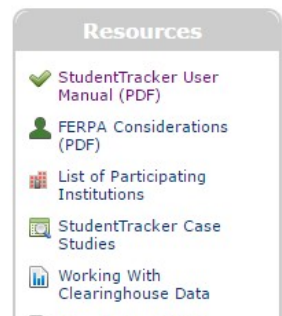 Resources
StudentTracker User
Manual (PDF)
FERPA Considerations
(PDF)
List of Participating
Institutions
StudentTracker Case
Studies
Working With
Clearinghouse Data